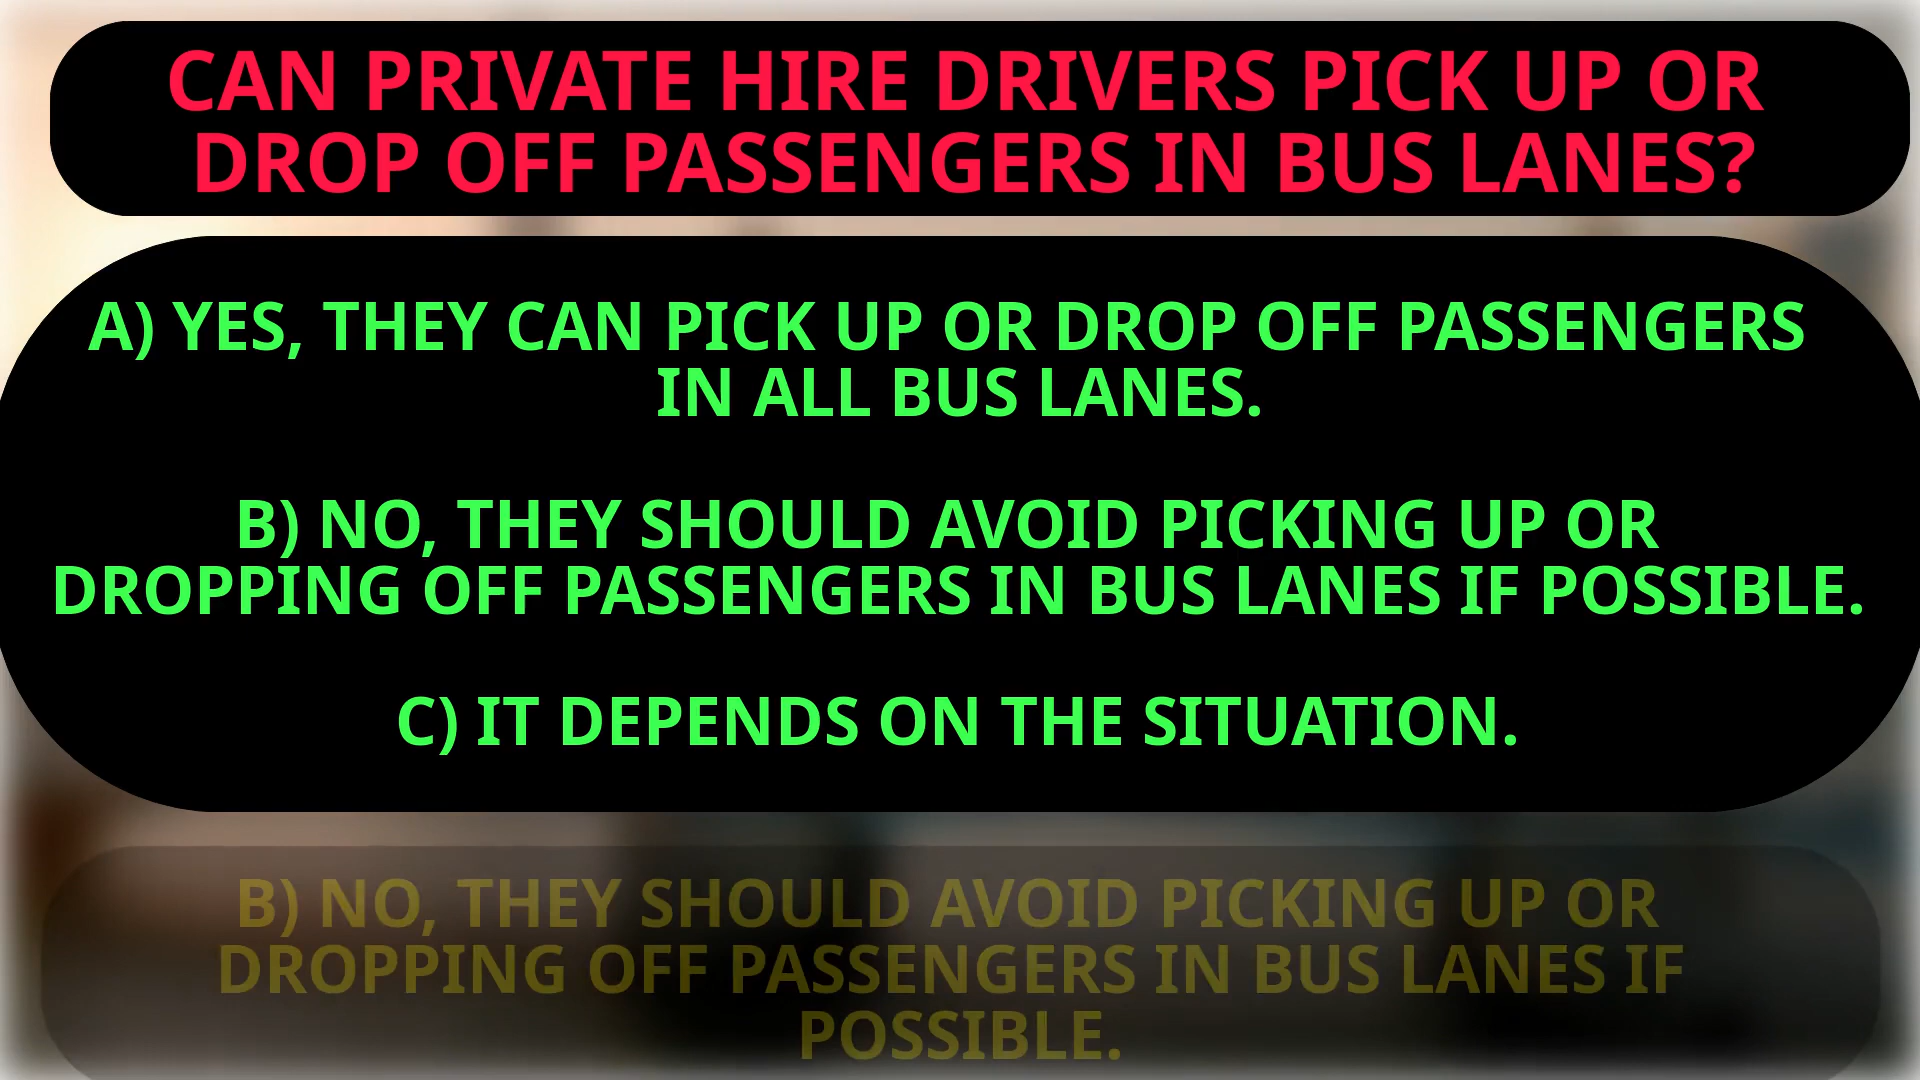 CAN PRIVATE HIRE DRIVERS PICK UP OR
DROP OFF PASSENGERS IN BUS LANES?
A) YES, THEY CAN PICK UP OR DROP OFF PASSENGERS
IN ALL BUS LANES.
B) NO, THEY SHOULD AVOID PICKING UP OR
DROPPING OFF PASSENGERS IN BUS LANES IF POSSIBLE.
C) IT DEPENDS ON THE SITUATION.
B) NO, THEY SHOULD AVOID PICKING UP OR
DROPPING OFF PASSENGERS IN BUS LANES IF
POSSIBLE.